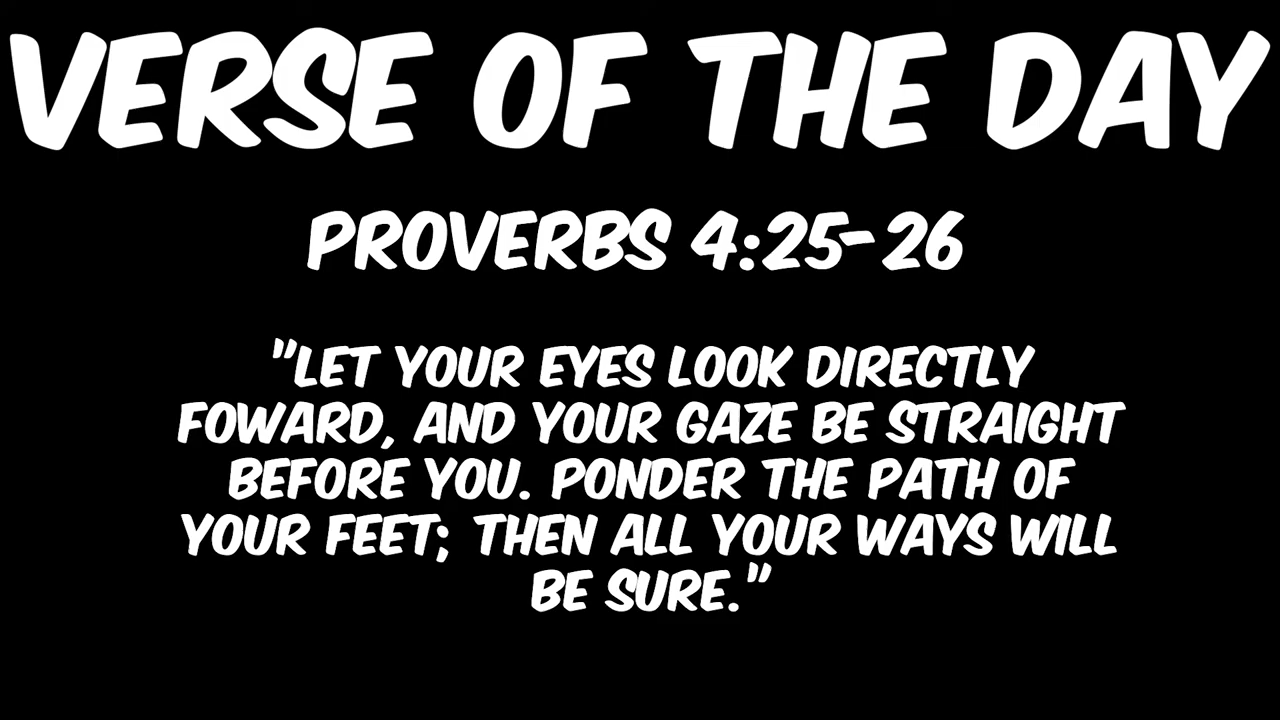 VERSE OF THE DAY
PROVERBS 4:25-26
"LET YOUR EYES LOOK DIRECTLY
FOWARD, AND YOUR GAZE BE STRAIGHT
BEFORE YOU. PONDER THE PATH OF
YOUR FEET; THEN ALL YOUR WAYS WILL
BE SURE."